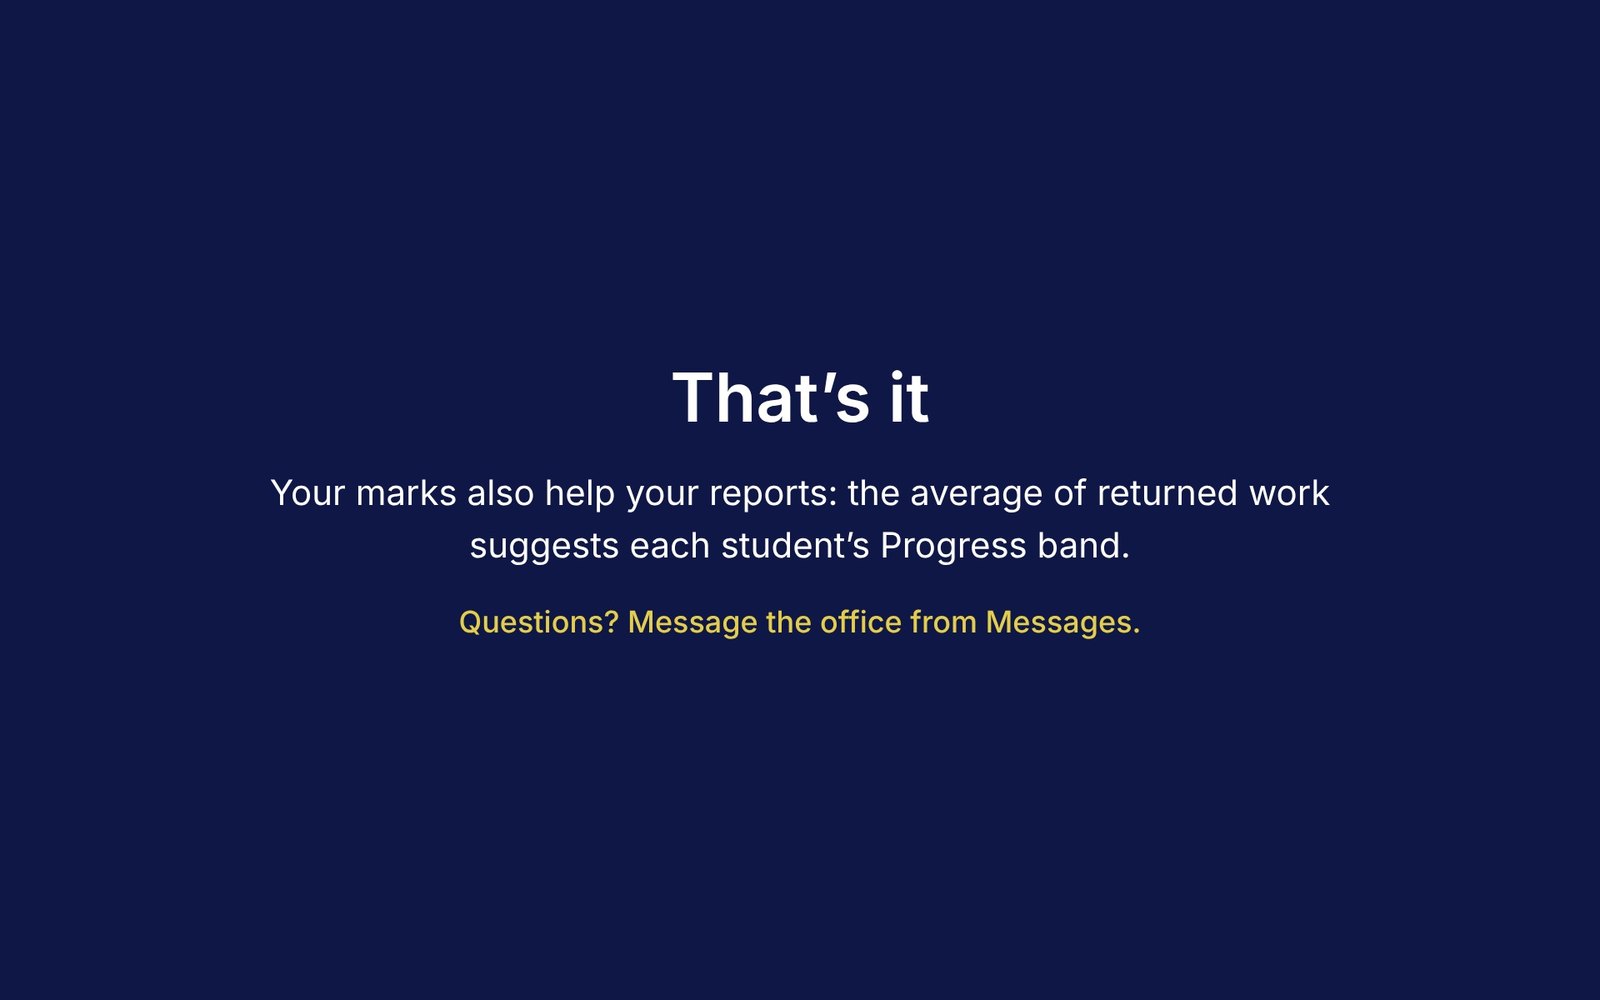 That’s it
Your marks also help your reports: the average of returned work
suggests each student’s Progress band.
Questions? Message the office from Messages.